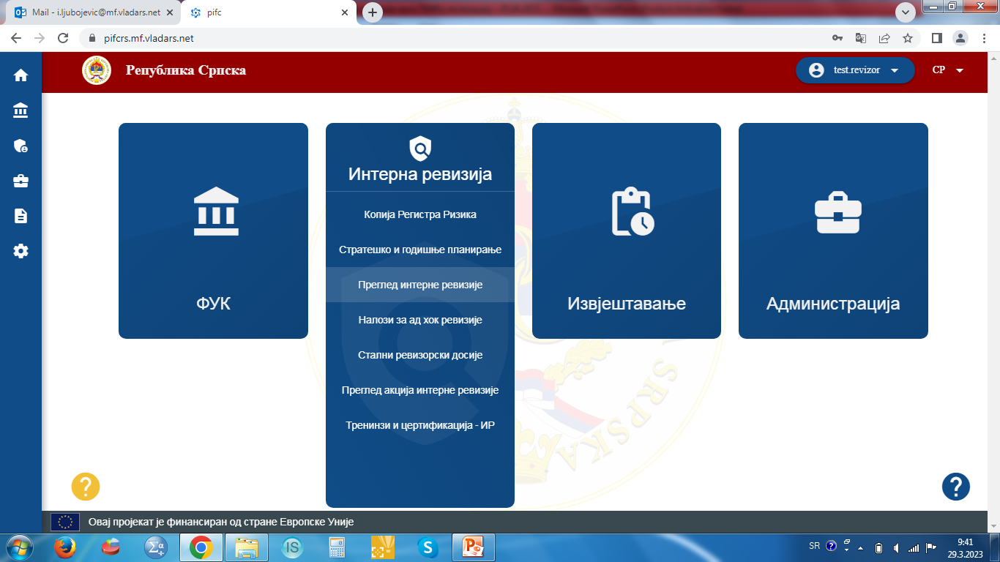 Mail - i.ljubojevic@mf.vladars.net
pifc
pifcrs.mf.vladars.net
Република Српска
test.revizor
СР
ФУК
Интерна ревизија
Копија Регистра Ризика
Стратешко и годишње планирање
Преглед интерне ревизије
Налози за ад хок ревизије
Стални ревизорски досије
Преглед акција интерне ревизије
Тренинзи и цертификација - ИР
Извјештавање
Администрација
SRPSKA
Овај пројекат је финансиран од стране Европске Уније
IS
SR
9:41
29.3.2023